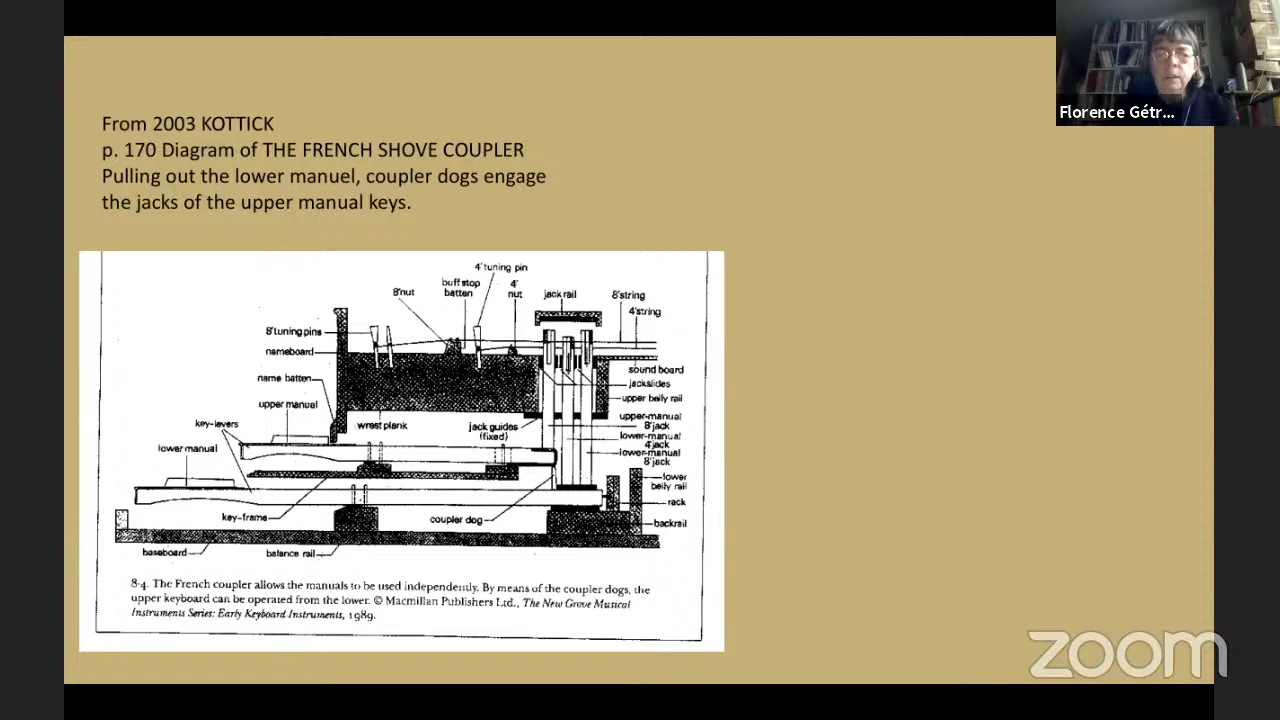 From 2003 KOTTICK
p. 170 Diagram of THE FRENCH SHOVE COUPLER
Pulling out the lower manuel, coupler dogs engage
the jacks of the upper manual keys.
Florence Gétr...
4' tuning pin
buff stop
batten
4'
nut
8' nut
jack rail
8' string
4' string
8' tuning pins
nameboard
sound board
name batten
jackslides
upper belly rail
upper manual
upper-manual
8' jack
key-levers
wrest plank
jack guides
(fixed)
lower-manual
4' jack
lower manual
lower-manual
8' jack
lower
belly rail
rack
key-frame
coupler dog
backrail
baseboard
balance rail
8-4. The French coupler allows the manuals to be used independently. By means of the coupler dogs, the
upper keyboard can be operated from the lower. © Macmillan Publishers Ltd., The New Grove Musical
Instruments Series: Early Keyboard Instruments, 1989.
zoom